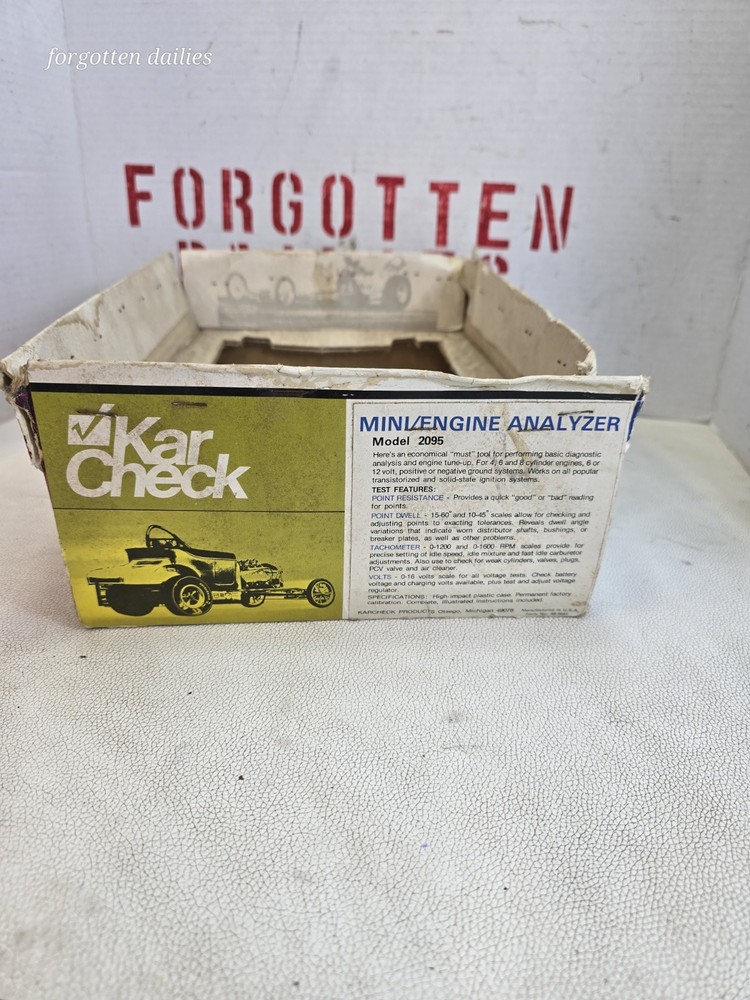 forgotten dailies
FORGOTTEN
Kar
Check
MINI/ENGINE ANALYZER
Model 2095
Here's an economical "must" tool for performing basic diagnostic
analysis and engine tune-up. For 4, 6 and 8 cylinder engines, 6 or
12 volt, positive or negative ground systems. Works on all popular
transistorized and solid-state ignition systems.
TEST FEATURES:
POINT RESISTANCE - Provides a quick "good" or "bad" reading
for points.
POINT DWELL - 15-60° and 10-45° scales allow for checking and
adjusting points to exacting tolerances. Reveals dwell angle
variations that indicate worn distributor shafts, bushings, or
breaker plates, as well as other problems.
TACHOMETER - 0-1200 and 0-1600 RPM scales provide for
precise setting of idle speed, idle mixture and fast idle carburetor
adjustments. Also use to check for weak cylinders, valves, plugs,
PCV valve and air cleaner.
VOLTS - 0-16 volts scale for all voltage tests. Check battery
voltage and charging volts available, plus test and adjust voltage
regulator.
SPECIFICATIONS: High-impact plastic case. Permanent factory
calibration. Complete, illustrated instructions included.
KARCHECK PRODUCTS Otsego, Michigan 49078 Manufactured in U.S.A.